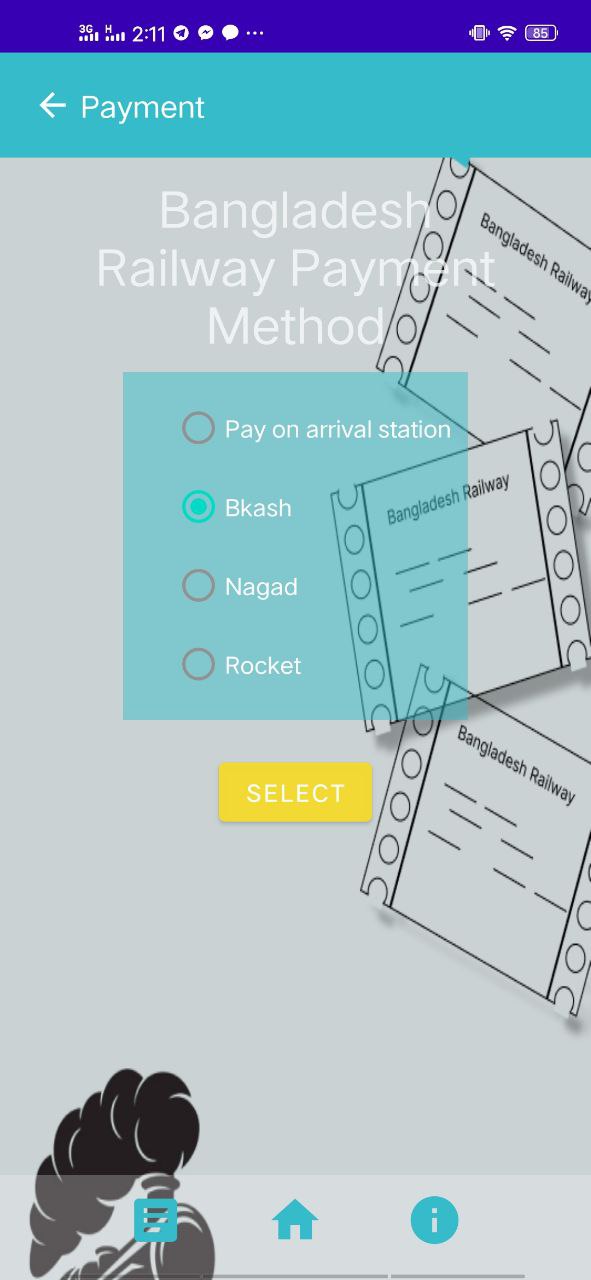 3G H 2:11 85
Payment
Bangladesh
Railway Payment
Method
Bangladesh Railway
Pay on arrival station
Bangladesh Railway
Bkash
Nagad
Rocket
Bangladesh Railway
SELECT